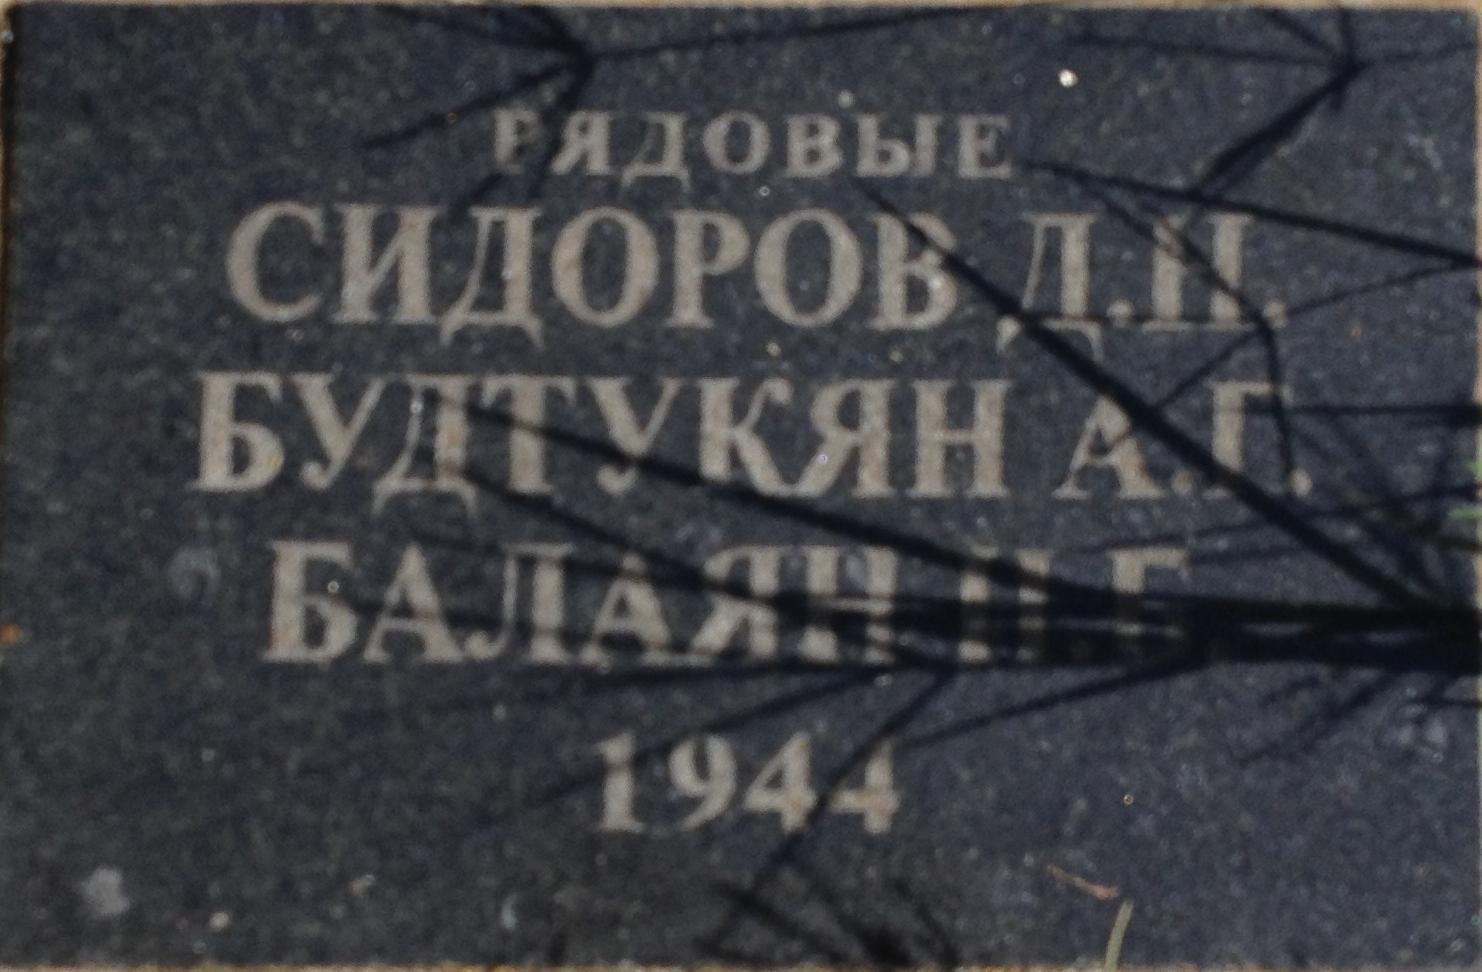 РЯДОВЫЕ
СИДОРОВ Д.Н.
БУДТУКЯН А.Г.
БАЛАЯН
1944